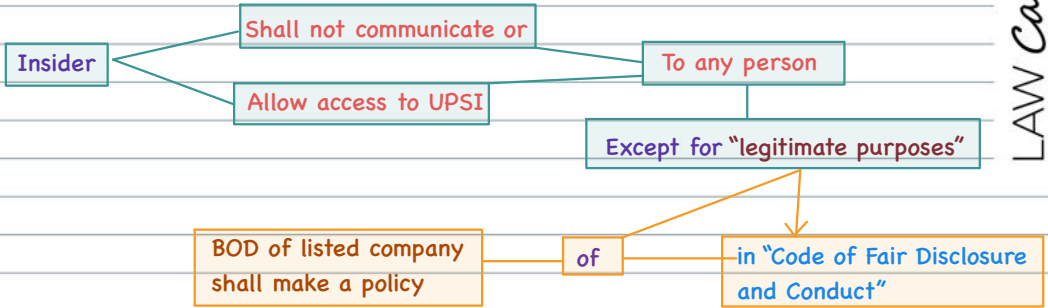 Shall not communicate or
Insider
To any person
Allow access to UPSI
Except for “legitimate purposes”
BOD of listed company
shall make a policy
of
in “Code of Fair Disclosure
and Conduct”
LAW Ca